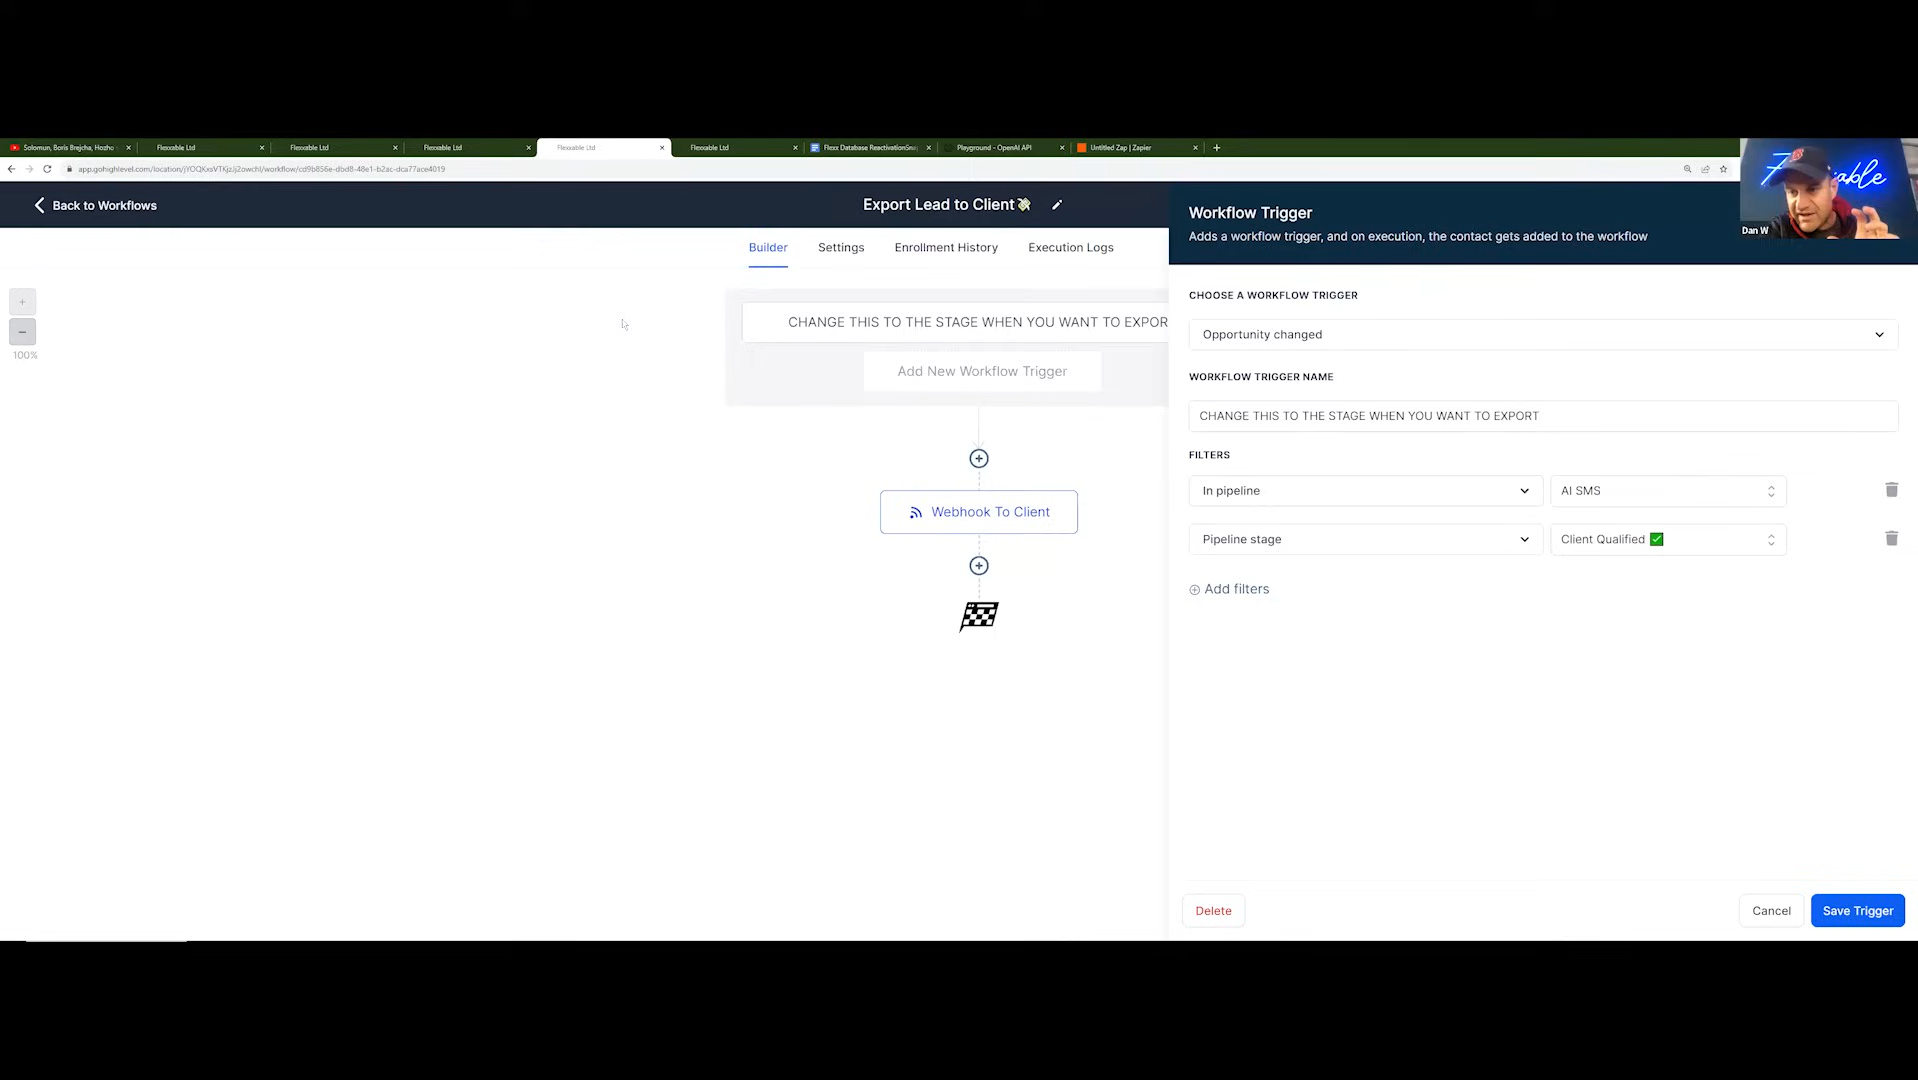 Solomun, Boris Brejcha, Hozho -
Flexxable Ltd
Flexxable Ltd
Flexxable Ltd
Flexxable Ltd
Flexxable Ltd
Flexx Database ReactivationSna
Playground - OpenAI API
Untitled Zap | Zapier
Back to Workflows
Export Lead to Client
Builder
Settings
Enrollment History
Execution Logs
100%
CHANGE THIS TO THE STAGE WHEN YOU WANT TO EXPOR
Add New Workflow Trigger
Webhook To Client
Workflow Trigger
Adds a workflow trigger, and on execution, the contact gets added to the workflow
Dan W
CHOOSE A WORKFLOW TRIGGER
Opportunity changed
WORKFLOW TRIGGER NAME
CHANGE THIS TO THE STAGE WHEN YOU WANT TO EXPORT
FILTERS
In pipeline
AI SMS
Pipeline stage
Client Qualified ✅
Add filters
Delete
Cancel
Save Trigger